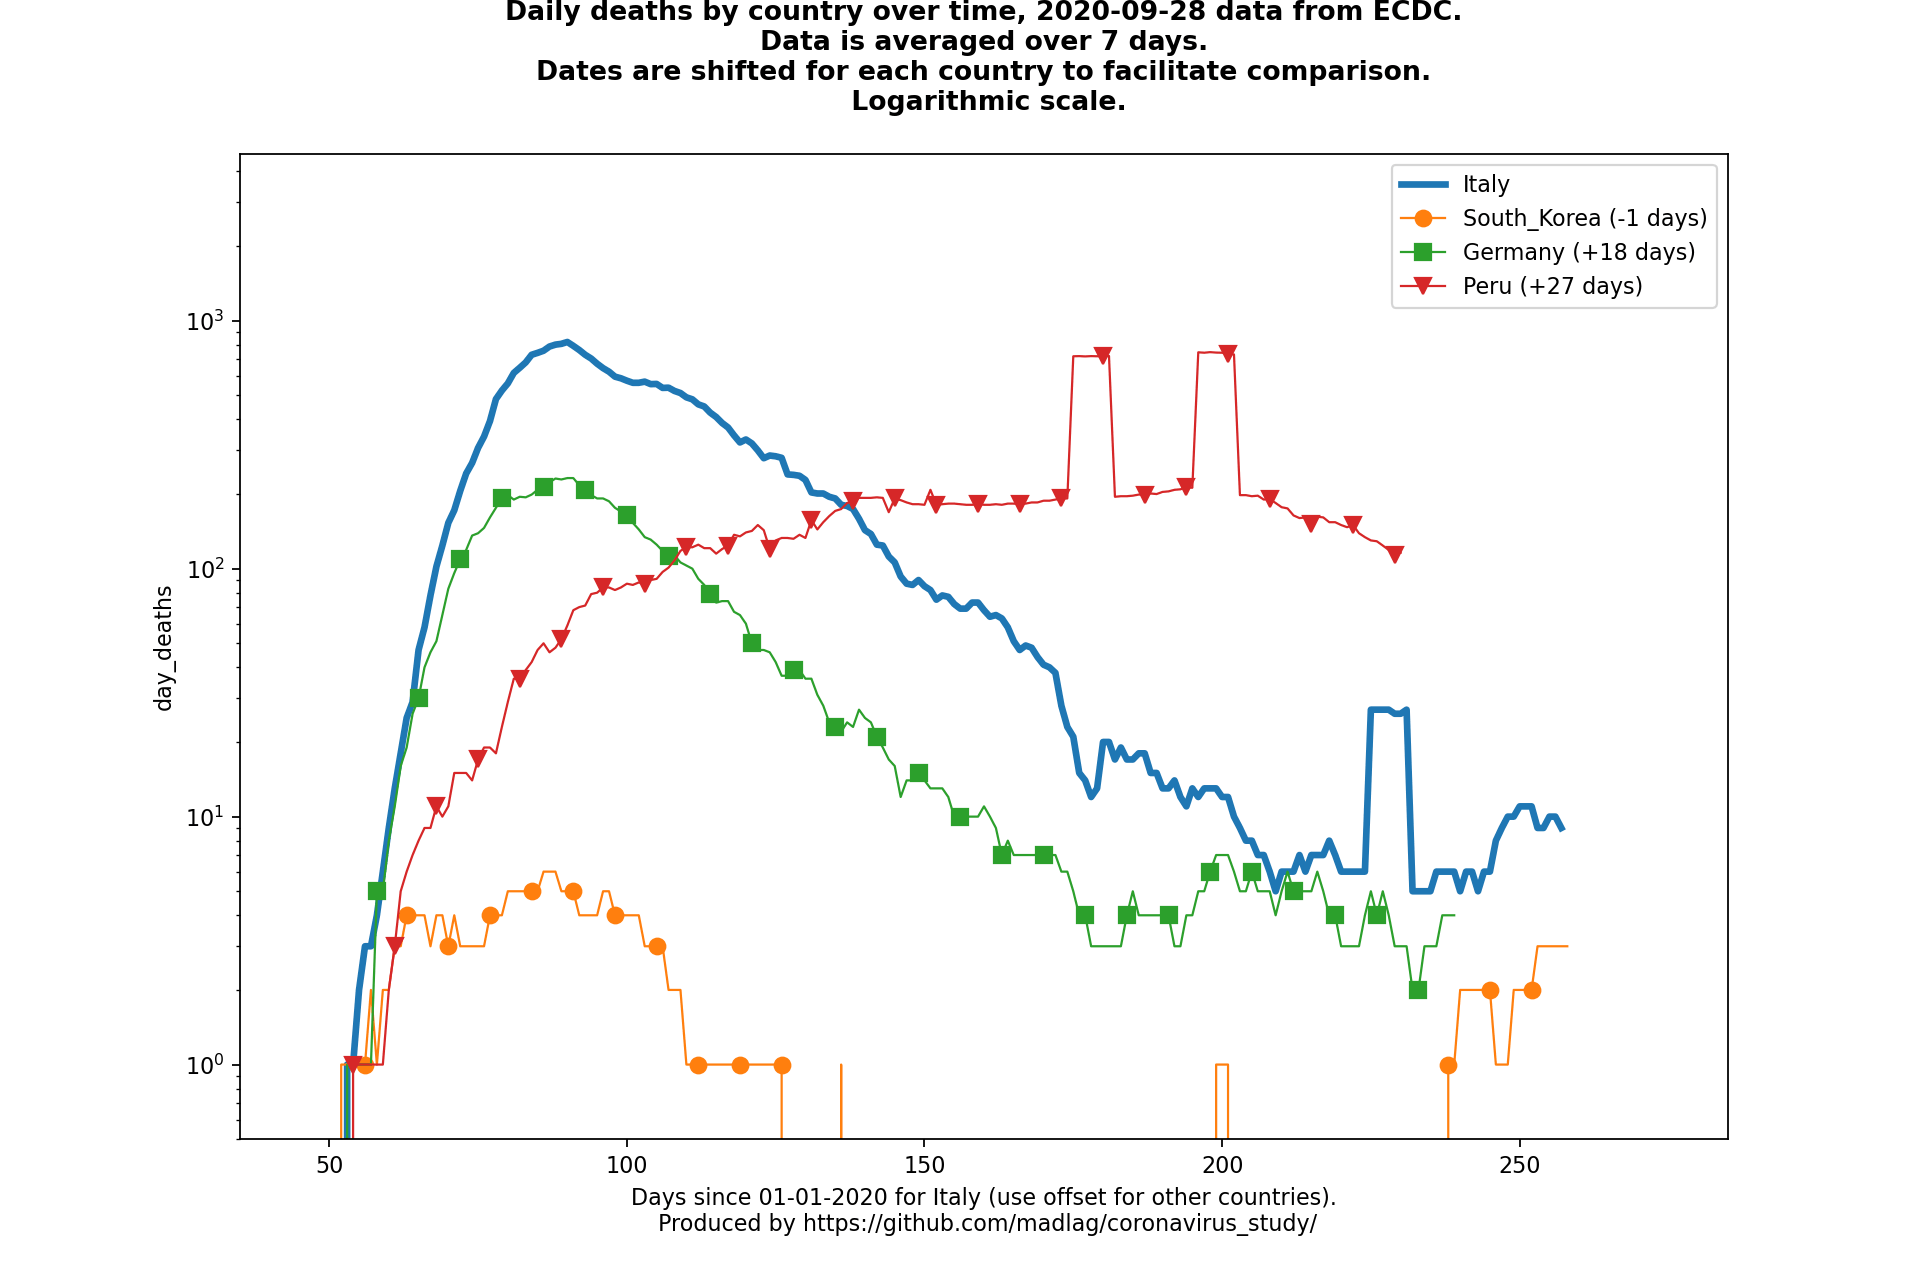 Daily deaths by country over time, 2020-09-28 data from ECDC.
Data is averaged over 7 days.
Dates are shifted for each country to facilitate comparison.
Logarithmic scale.
Italy
South_Korea (-1 days)
Germany (+18 days)
Peru (+27 days)
10³
10²
10¹
10⁰
day_deaths
50 100 150 200 250
Days since 01-01-2020 for Italy (use offset for other countries).
Produced by https://github.com/madlag/coronavirus_study/